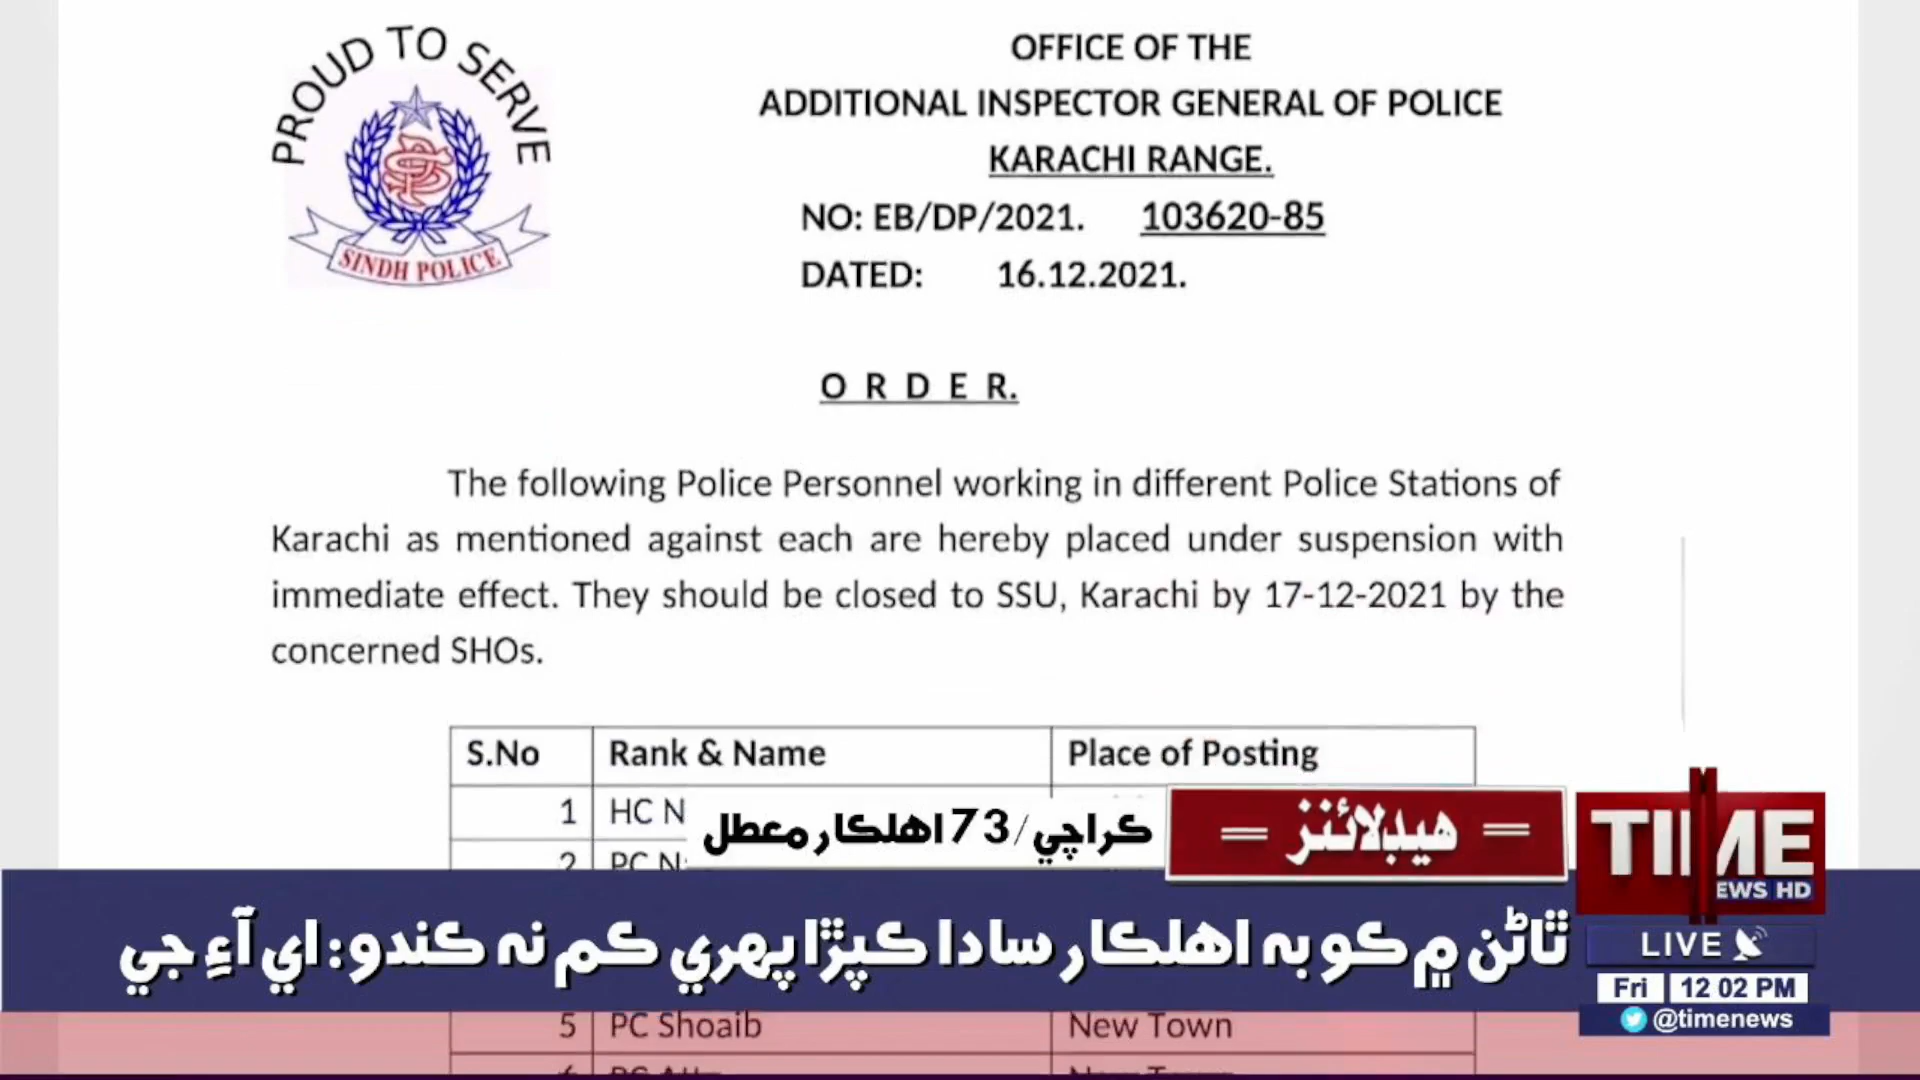 PROUD TO SERVE
SINDH POLICE
OFFICE OF THE
ADDITIONAL INSPECTOR GENERAL OF POLICE
KARACHI RANGE.
NO: EB/DP/2021. 103620-85
DATED: 16.12.2021.
O R D E R.
The following Police Personnel working in different Police Stations of
Karachi as mentioned against each are hereby placed under suspension with
immediate effect. They should be closed to SSU, Karachi by 17-12-2021 by the
concerned SHOs.
S.No Rank & Name Place of Posting
1 HC N
2 PC N
ڪراچي/73 اهلڪار معطل
هيڊلائنز
TIME
NEWS HD
ٿاڻن ۾ ڪو به اهلڪار سادا ڪپڙا پهري ڪم نه ڪندو: اي آءِ جي
LIVE
Fri 12 02 PM
@timenews
5 PC Shoaib New Town